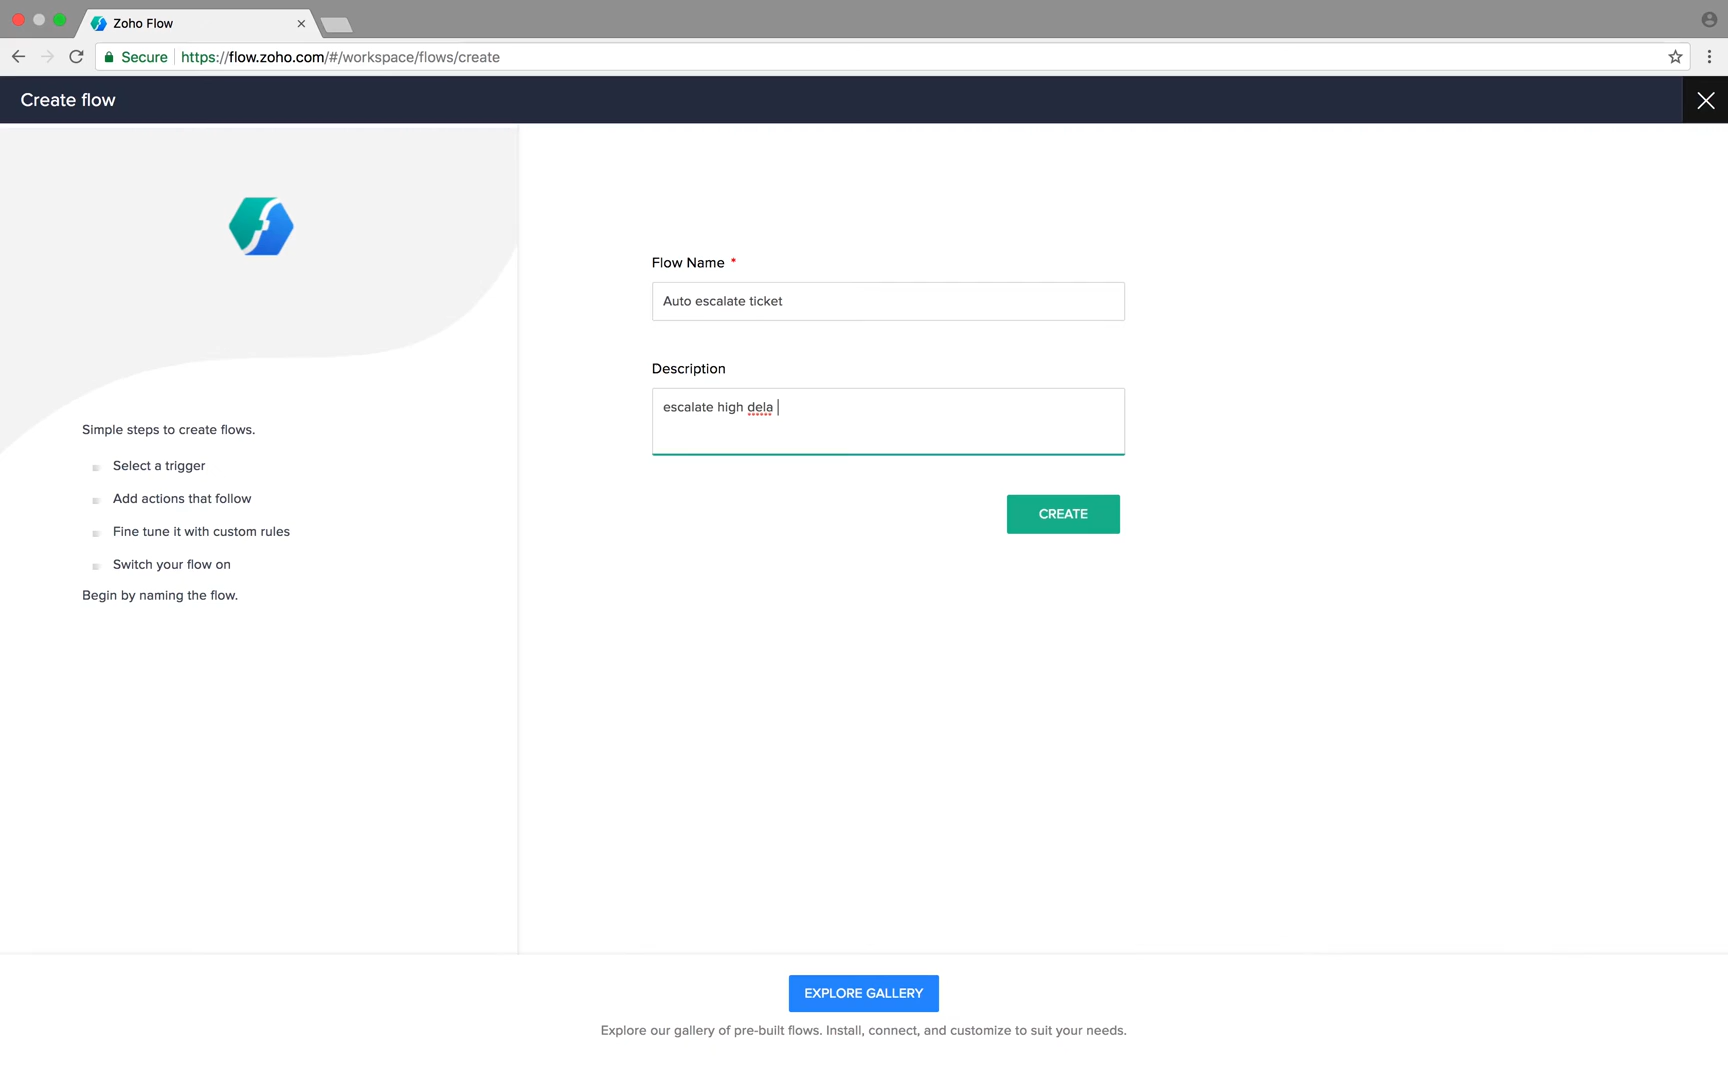 Zoho Flow
Secure https://flow.zoho.com/#/workspace/flows/create
Create flow
Simple steps to create flows.
Select a trigger
Add actions that follow
Fine tune it with custom rules
Switch your flow on
Begin by naming the flow.
Flow Name *
Auto escalate ticket
Description
escalate high dela
CREATE
EXPLORE GALLERY
Explore our gallery of pre-built flows. Install, connect, and customize to suit your needs.